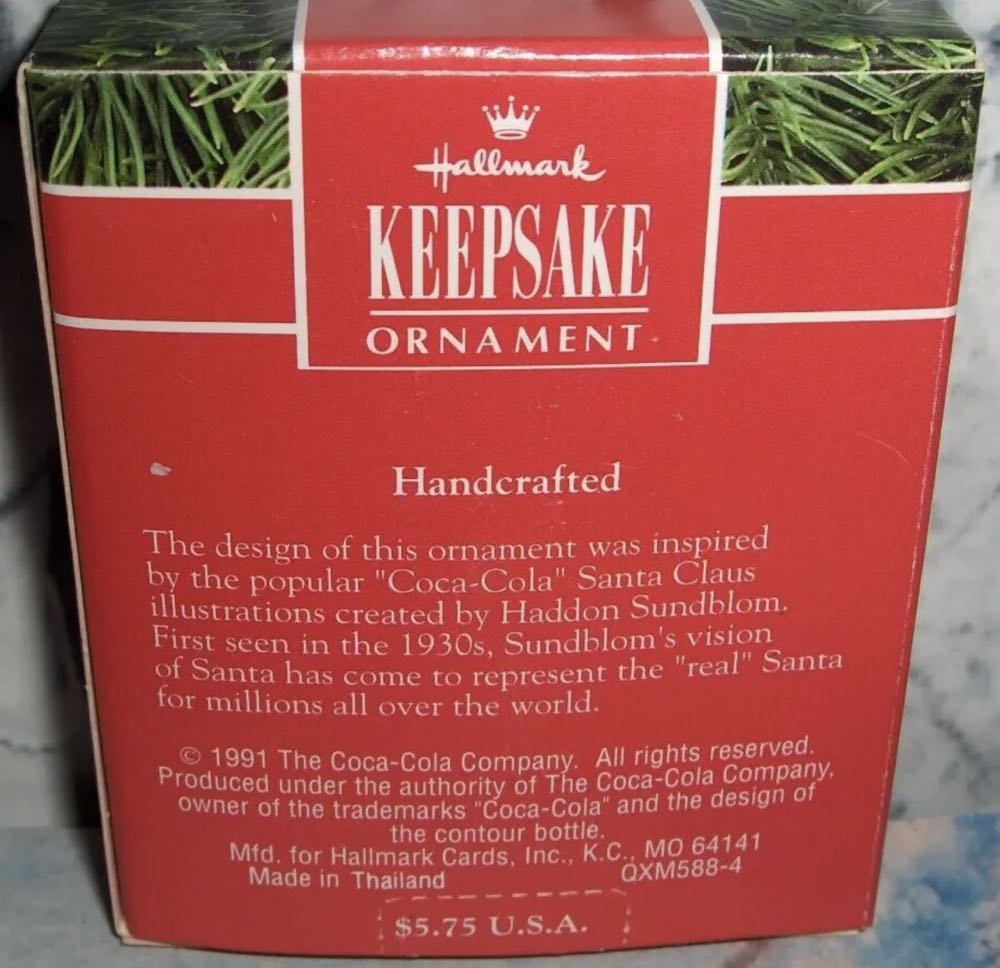 Hallmark
KEEPSAKE
ORNAMENT
Handcrafted
The design of this ornament was inspired
by the popular "Coca-Cola" Santa Claus
illustrations created by Haddon Sundblom.
First seen in the 1930s, Sundblom's vision
of Santa has come to represent the "real" Santa
for millions all over the world.
© 1991 The Coca-Cola Company. All rights reserved.
Produced under the authority of The Coca-Cola Company,
owner of the trademarks "Coca-Cola" and the design of
the contour bottle.
Mfd. for Hallmark Cards, Inc., K.C., MO 64141
Made in Thailand QXM588-4
$5.75 U.S.A.